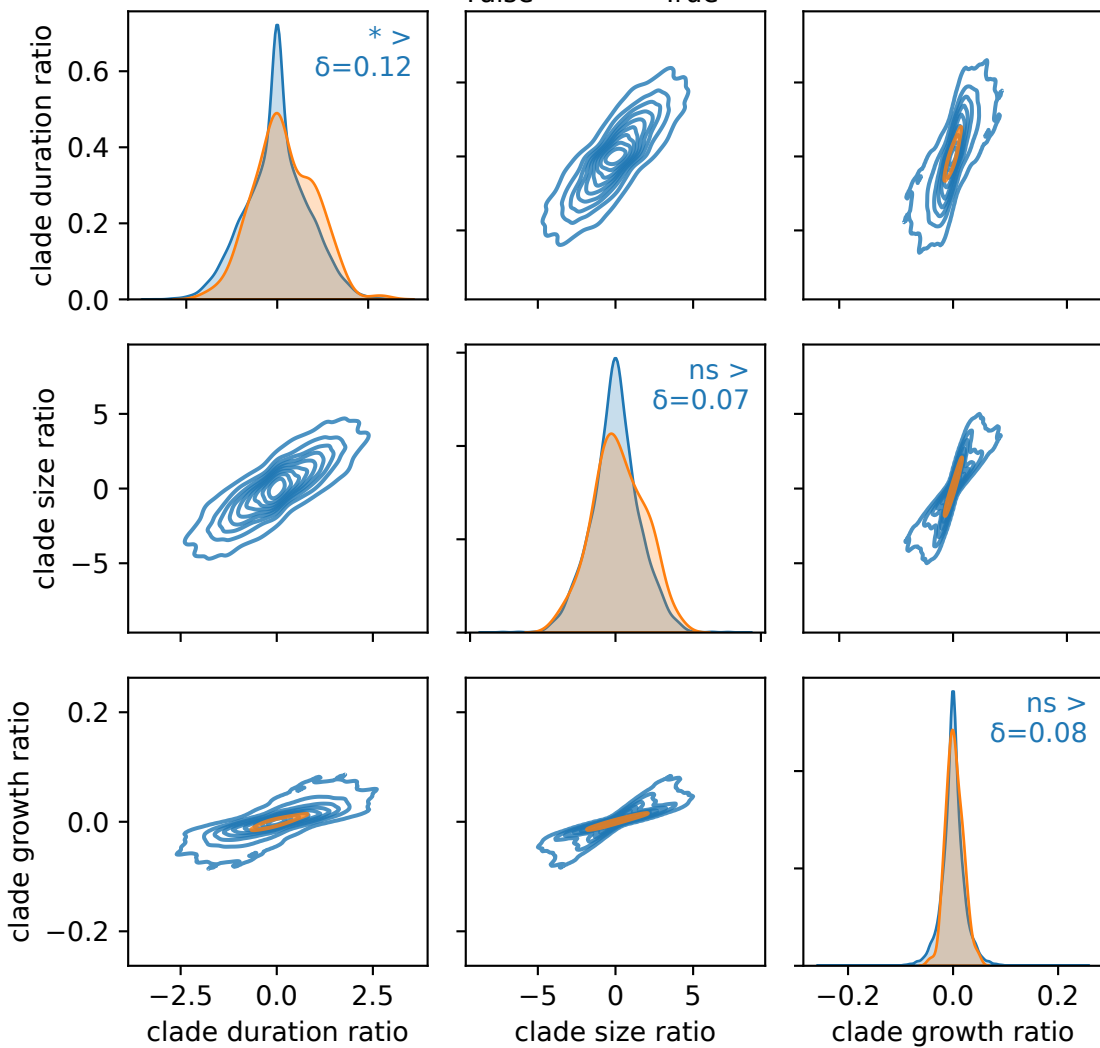 clade duration ratio
0.6
0.4
0.2
0.0
* >
δ=0.12
clade size ratio
5
0
−5
ns >
δ=0.07
clade growth ratio
0.2
0.0
−0.2
ns >
δ=0.08
−2.5 0.0 2.5
−5 0 5
−0.2 0.0 0.2
clade duration ratio
clade size ratio
clade growth ratio